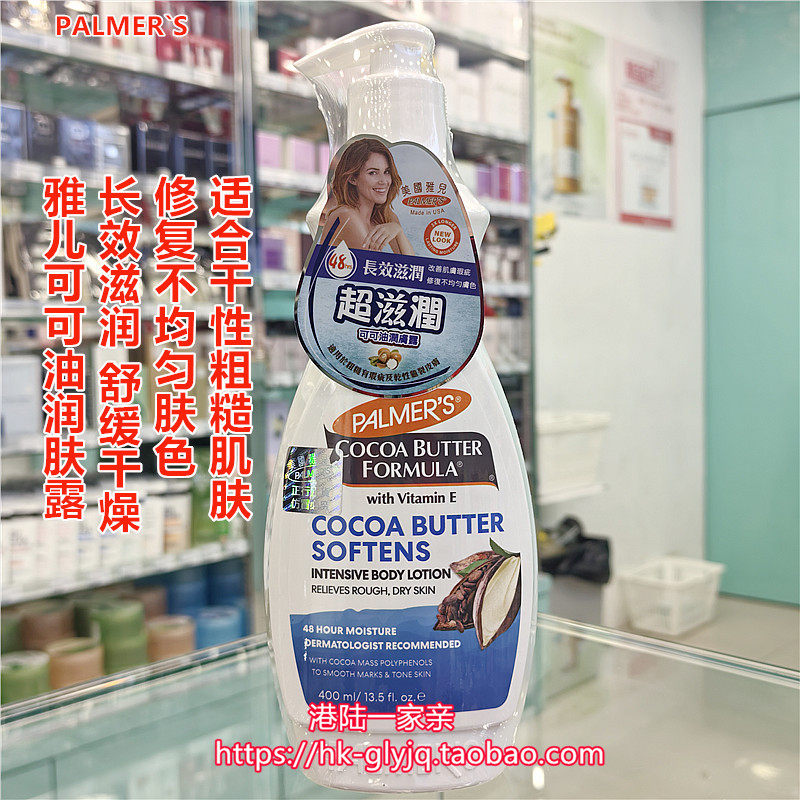 PALMER`S
适合干性粗糙肌肤
修复不均匀肤色
长效滋润 舒缓干燥
雅儿可可油润肤露
美國雅兒
PALMER'S
Made in USA
NEW LOOK
48
長效滋潤
改善肌膚瑕疵
修復不均勻膚色
超滋潤
可可油潤膚露
PALMER'S®
COCOA BUTTER
FORMULA®
with Vitamin E
COCOA BUTTER
SOFTENS
INTENSIVE BODY LOTION
RELIEVES ROUGH, DRY SKIN
48 HOUR MOISTURE
DERMATOLOGIST RECOMMENDED
WITH COCOA MASS POLYPHENOLS
TO SMOOTH MARKS & TONE SKIN
400 ml/ 13.5 fl. oz.℮
港陆一家亲
https://hk-glyjq.taobao.com/